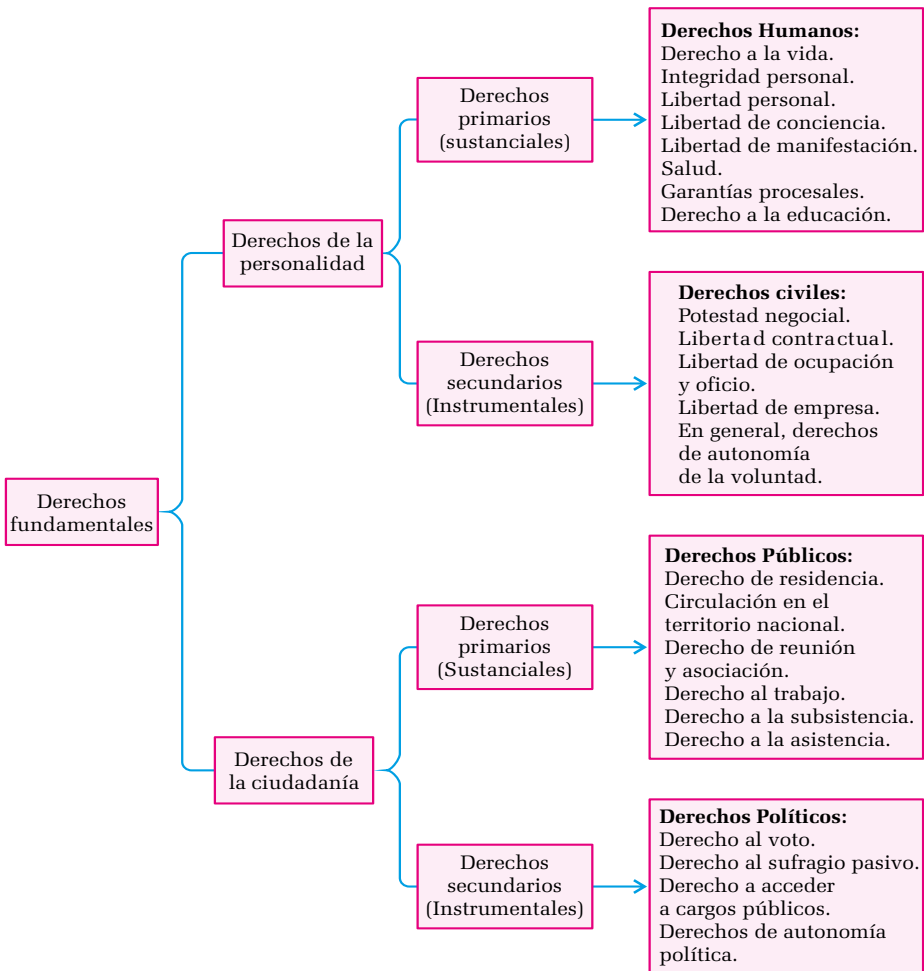 Derechos
fundamentales
Derechos de la
personalidad
Derechos
primarios
(sustanciales)
Derechos Humanos:
Derecho a la vida.
Integridad personal.
Libertad personal.
Libertad de conciencia.
Libertad de manifestación.
Salud.
Garantías procesales.
Derecho a la educación.
Derechos
secundarios
(Instrumentales)
Derechos civiles:
Potestad negocial.
Libertad contractual.
Libertad de ocupación
y oficio.
Libertad de empresa.
En general, derechos
de autonomía
de la voluntad.
Derechos de
la ciudadanía
Derechos
primarios
(Sustanciales)
Derechos Públicos:
Derecho de residencia.
Circulación en el
territorio nacional.
Derecho de reunión
y asociación.
Derecho al trabajo.
Derecho a la subsistencia.
Derecho a la asistencia.
Derechos
secundarios
(Instrumentales)
Derechos Políticos:
Derecho al voto.
Derecho al sufragio pasivo.
Derecho a acceder
a cargos públicos.
Derechos de autonomía
política.